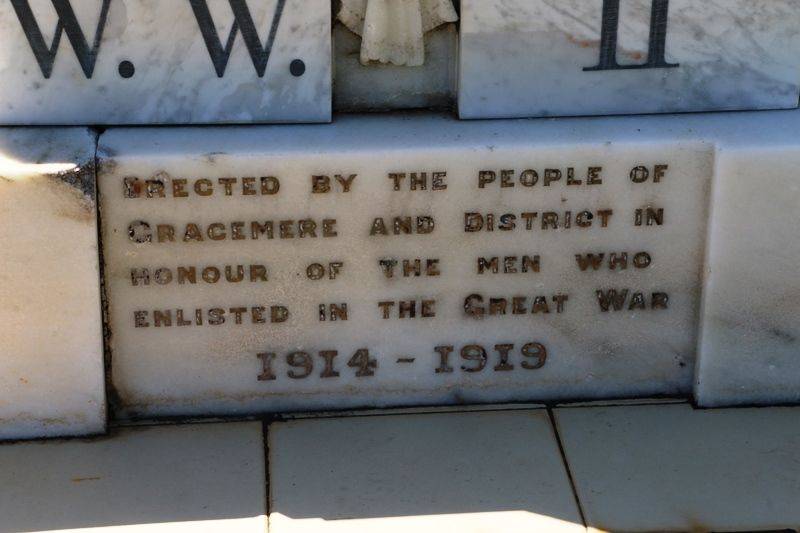 W. W. II
ERECTED BY THE PEOPLE OF
GRACEMERE AND DISTRICT IN
HONOUR OF THE MEN WHO
ENLISTED IN THE GREAT WAR
1914 - 1919